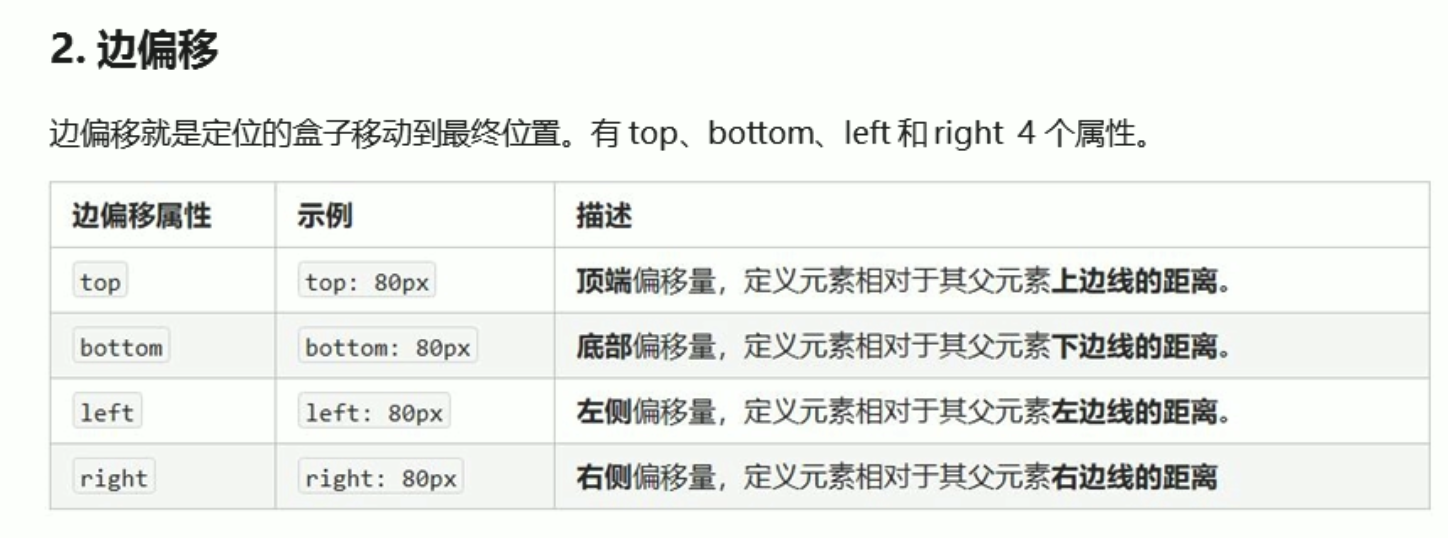 2. 边偏移
边偏移就是定位的盒子移动到最终位置。有 top、bottom、left 和 right 4 个属性。
边偏移属性 示例 描述
top top: 80px 顶端偏移量，定义元素相对于其父元素上边线的距离。
bottom bottom: 80px 底部偏移量，定义元素相对于其父元素下边线的距离。
left left: 80px 左侧偏移量，定义元素相对于其父元素左边线的距离。
right right: 80px 右侧偏移量，定义元素相对于其父元素右边线的距离